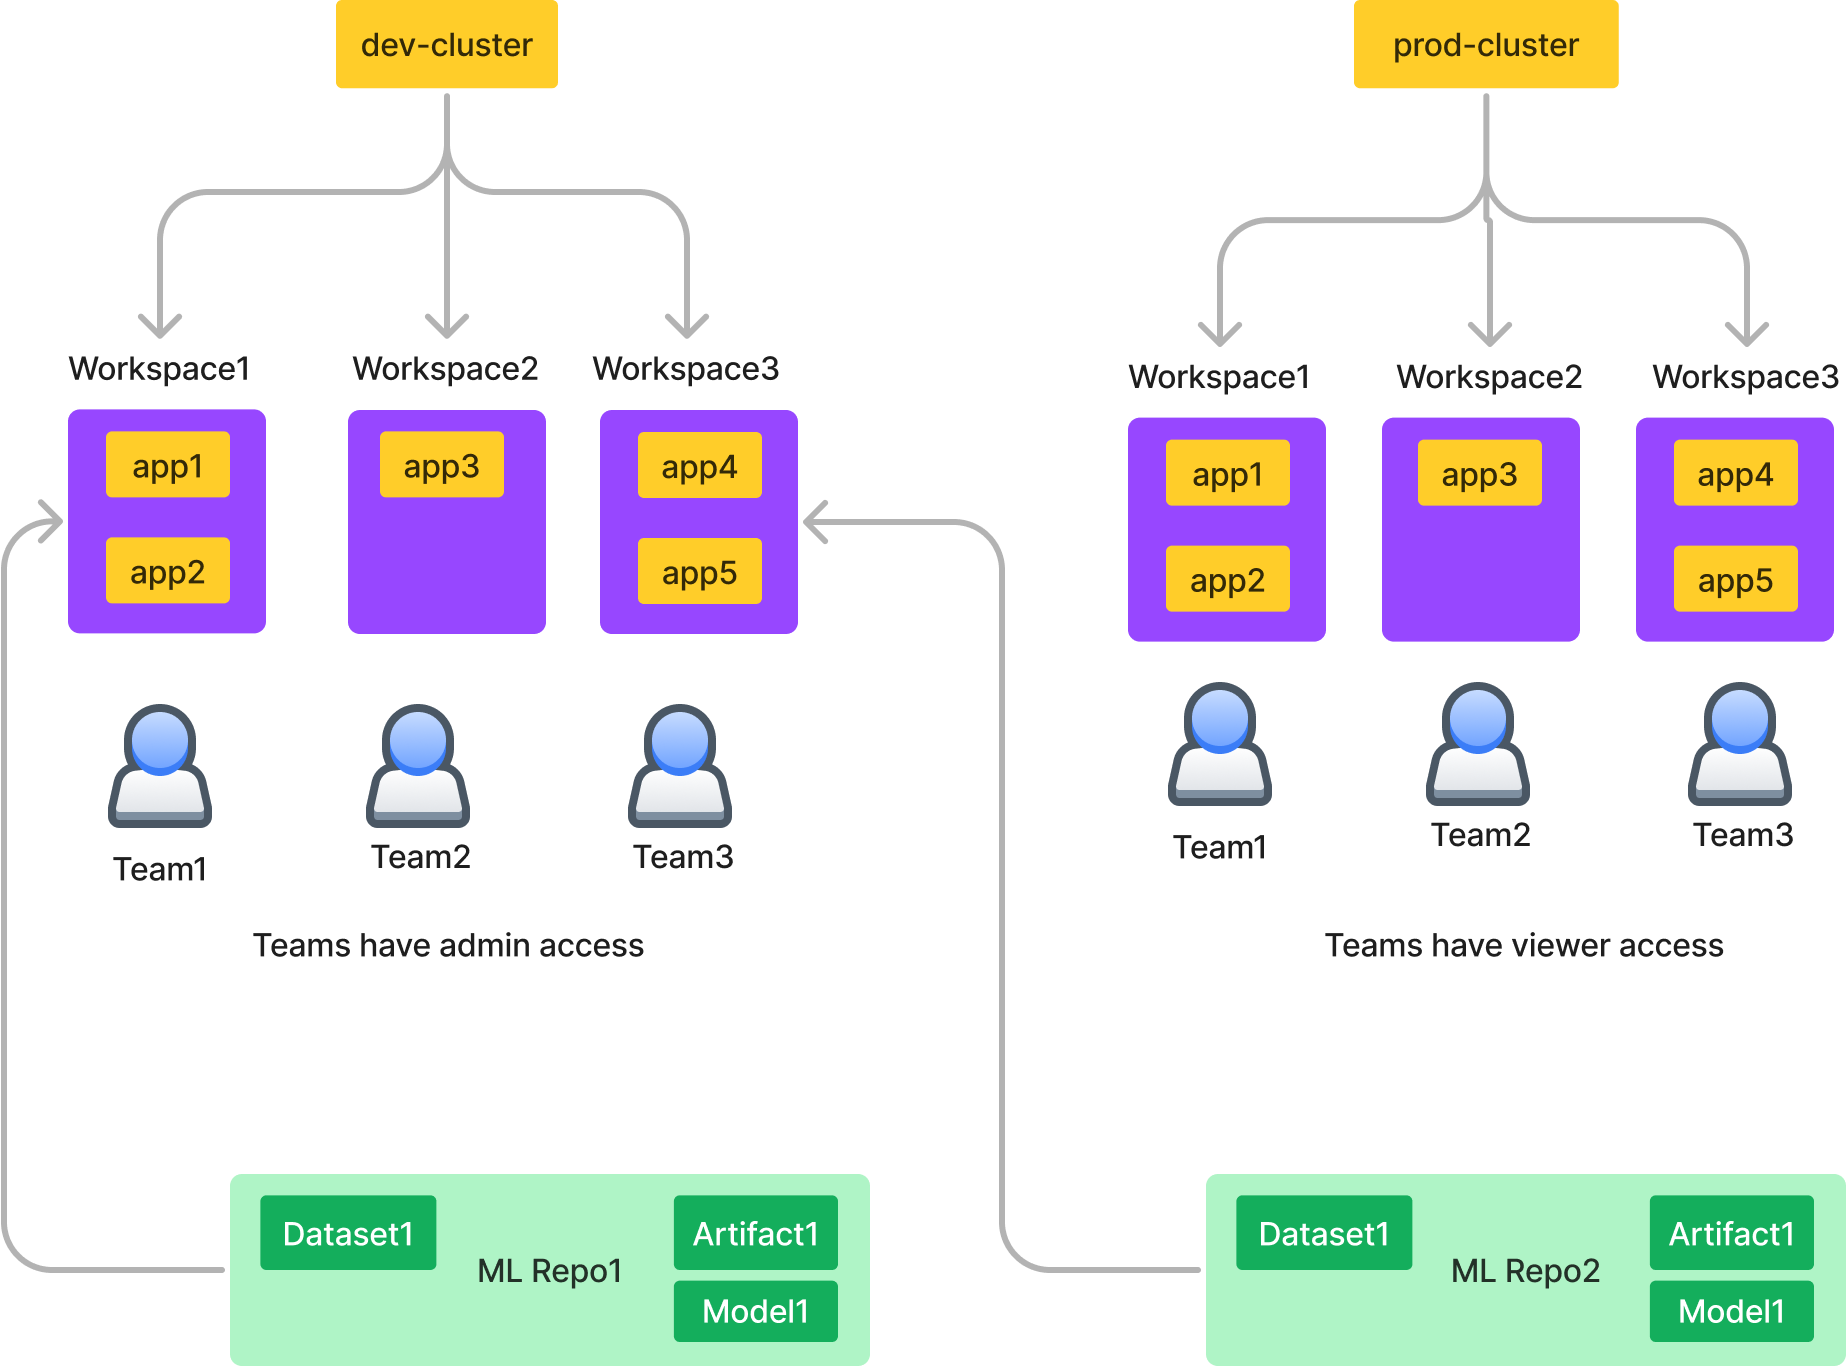 dev-cluster
prod-cluster
Workspace1
Workspace2
Workspace3
app1
app3
app4
app2
app5
Team1
Team2
Team3
Teams have admin access
Workspace1
Workspace2
Workspace3
app1
app3
app4
app2
app5
Team1
Team2
Team3
Teams have viewer access
Dataset1
ML Repo1
Artifact1
Model1
Dataset1
ML Repo2
Artifact1
Model1